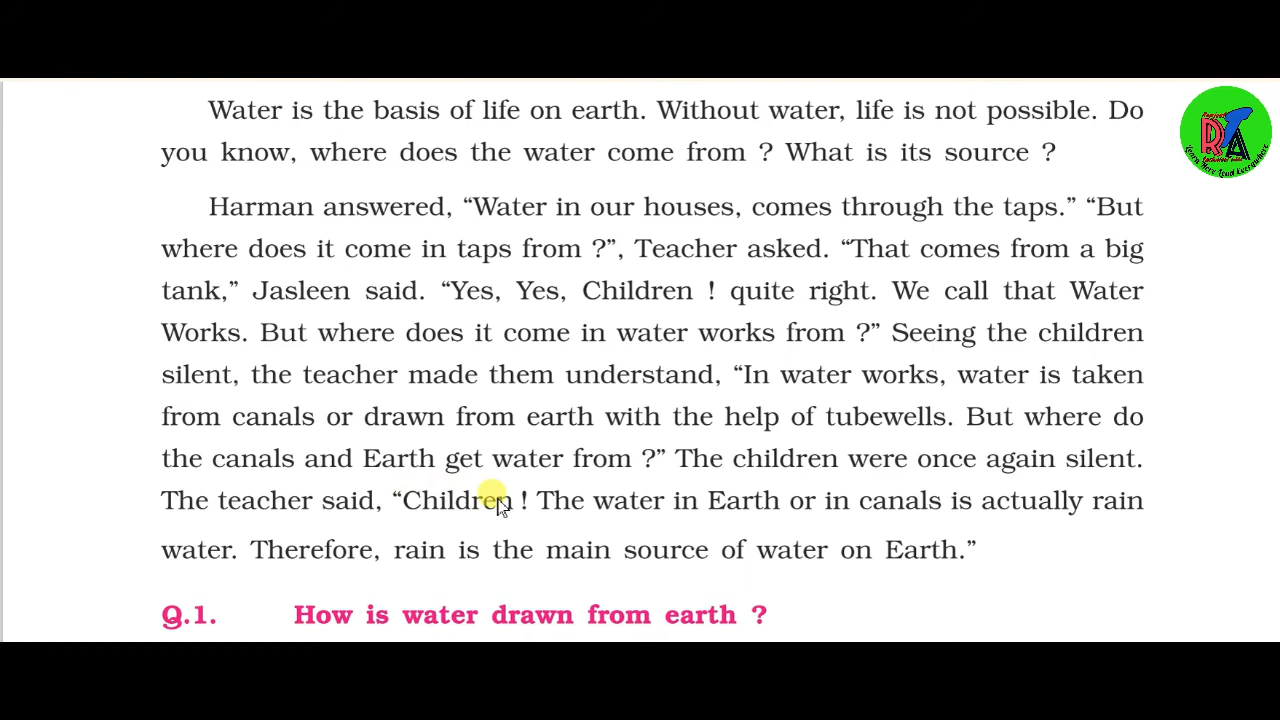 Water is the basis of life on earth. Without water, life is not possible. Do
you know, where does the water come from ? What is its source ?
Harman answered, “Water in our houses, comes through the taps.” “But
where does it come in taps from ?”, Teacher asked. “That comes from a big
tank,” Jasleen said. “Yes, Yes, Children ! quite right. We call that Water
Works. But where does it come in water works from ?” Seeing the children
silent, the teacher made them understand, “In water works, water is taken
from canals or drawn from earth with the help of tubewells. But where do
the canals and Earth get water from ?” The children were once again silent.
The teacher said, “Children ! The water in Earth or in canals is actually rain
water. Therefore, rain is the main source of water on Earth.”
Q.1. How is water drawn from earth ?
Learn Here Lead Everywhere